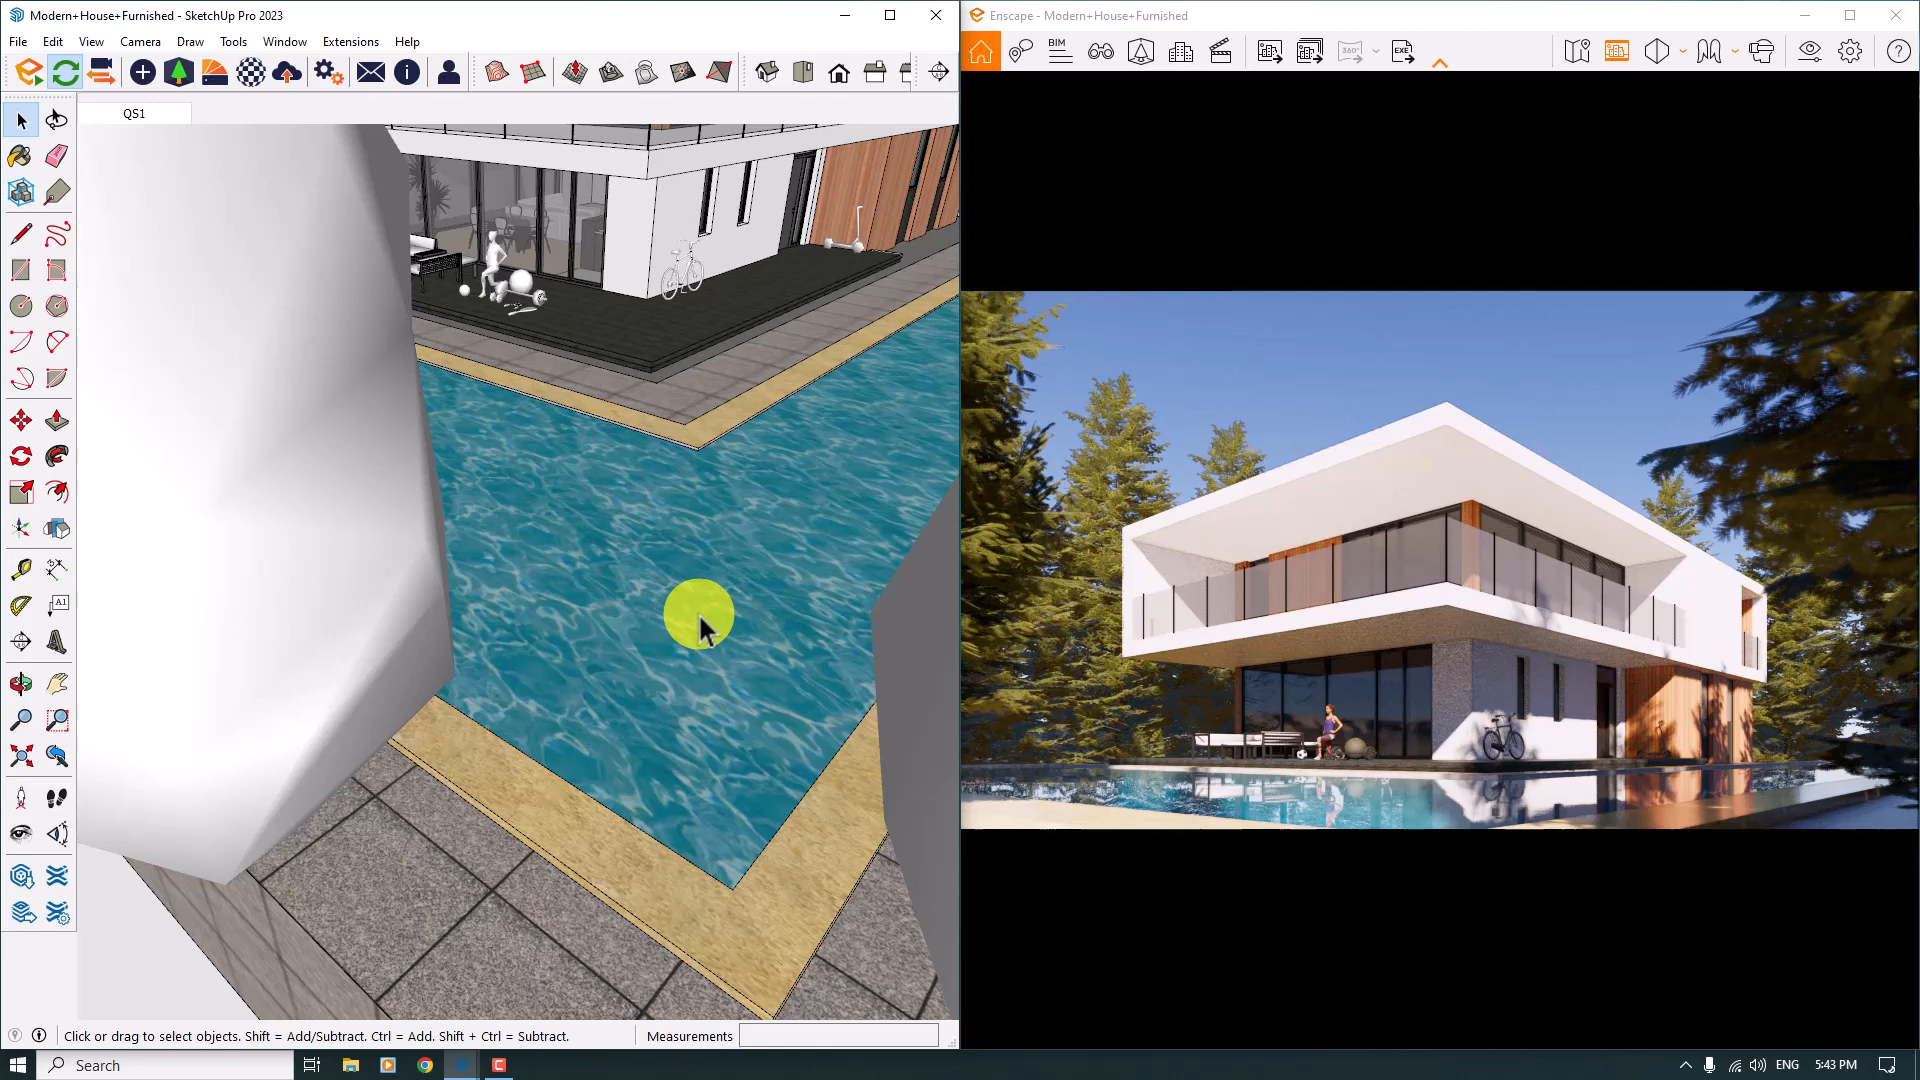 Modern+House+Furnished - SketchUp Pro 2023
Enscape - Modern+House+Furnished
File Edit View Camera Draw Tools Window Extensions Help
BIM
360°
EXE
QS1
A1
Click or drag to select objects. Shift = Add/Subtract. Ctrl = Add. Shift + Ctrl = Subtract.
Measurements
Search
ENG
5:43 PM